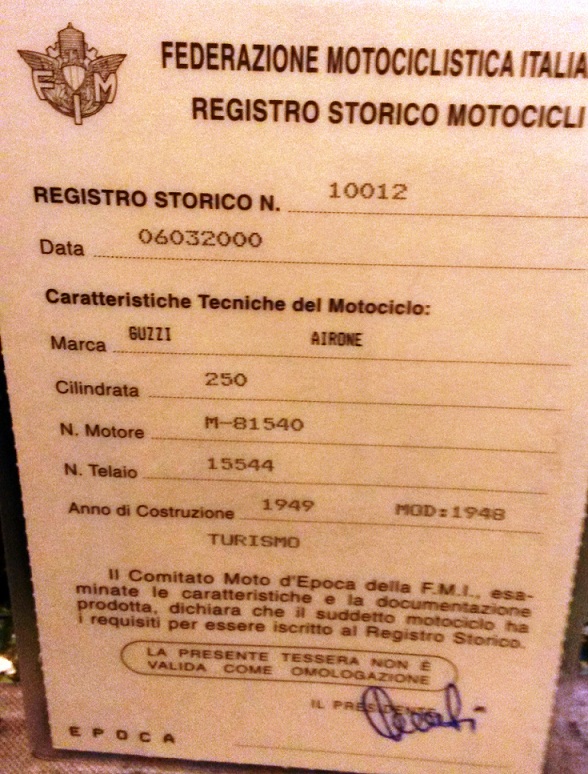 F M I
FEDERAZIONE MOTOCICLISTICA ITALIA
REGISTRO STORICO MOTOCICLI
REGISTRO STORICO N. 10012
Data 06032000
Caratteristiche Tecniche del Motociclo:
Marca GUZZI AIRONE
Cilindrata 250
N. Motore M-81540
N. Telaio 15544
Anno di Costruzione 1949 MOD:1948
TURISMO
Il Comitato Moto d'Epoca della F.M.I., esa-
minate le caratteristiche e la documentazione
prodotta, dichiara che il suddetto motociclo ha
i requisiti per essere iscritto al Registro Storico.
LA PRESENTE TESSERA NON È
VALIDA COME OMOLOGAZIONE
IL PRESIDENTE
EPOCA